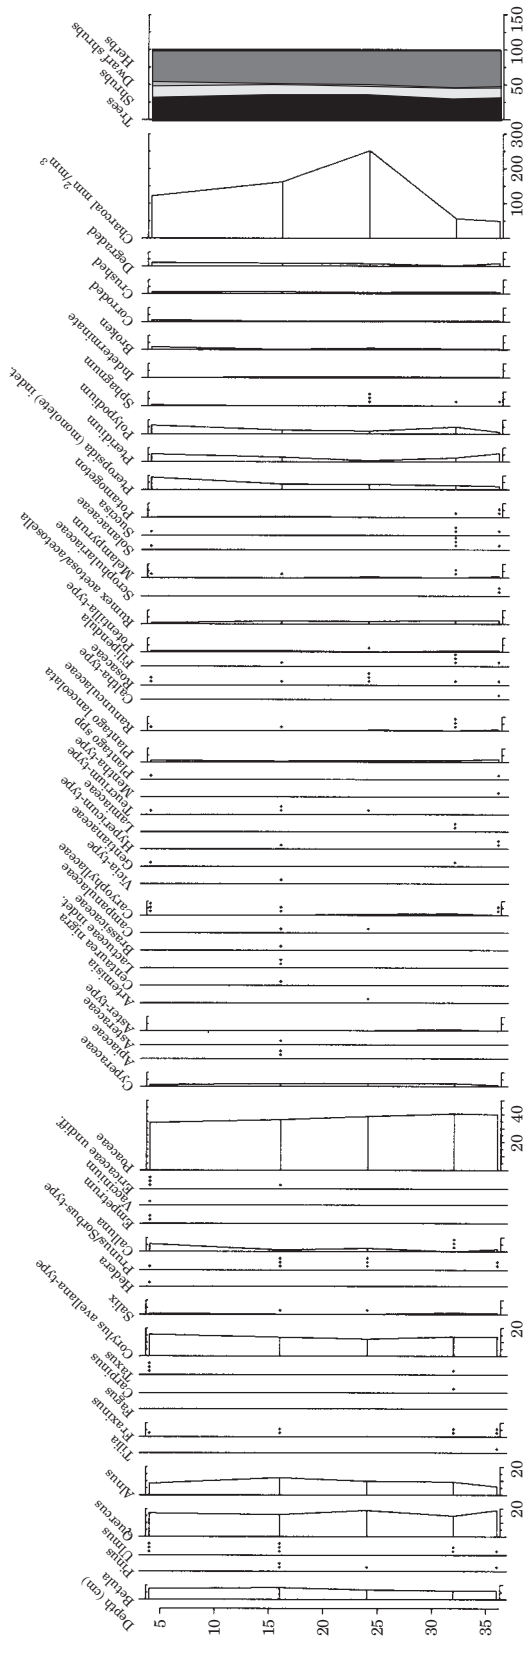 Depth (cm)
Betula
Pinus
Ulmus
Quercus
Alnus
Tilia
Fraxinus
Fagus
Carpinus
Taxus
Corylus avellana-type
Salix
Hedera
Prunus/Sorbus-type
Calluna
Empetrum
Vaccinium
Ericaceae undiff.
Poaceae
Cyperaceae
Apiaceae
Asteraceae
Aster-type
Artemisia
Centaurea nigra
Lactuceae indet.
Brassicaceae
Campanulaceae
Caryophyllaceae
Vicia-type
Gentianaceae
Hypericum-type
Lamiaceae
Teucrium-type
Mentha-type
Plantago spp
Plantago lanceolata
Ranunculaceae
Caltha-type
Rosaceae
Filipendula
Potentilla-type
Rumex acetosa/acetosella
Scrophulariaceae
Melampyrum
Solanaceae
Succisa
Potamogeton
Pteropsida (monolete) indet.
Pteridium
Polypodium
Sphagnum
Indeterminate
Broken
Corroded
Crushed
Degraded
Charcoal mm²/mm³
Trees
Shrubs
Dwarf shrubs
Herbs
5
10
15
20
25
30
35
20
20
20
20 40
100 200 300
50 100 150